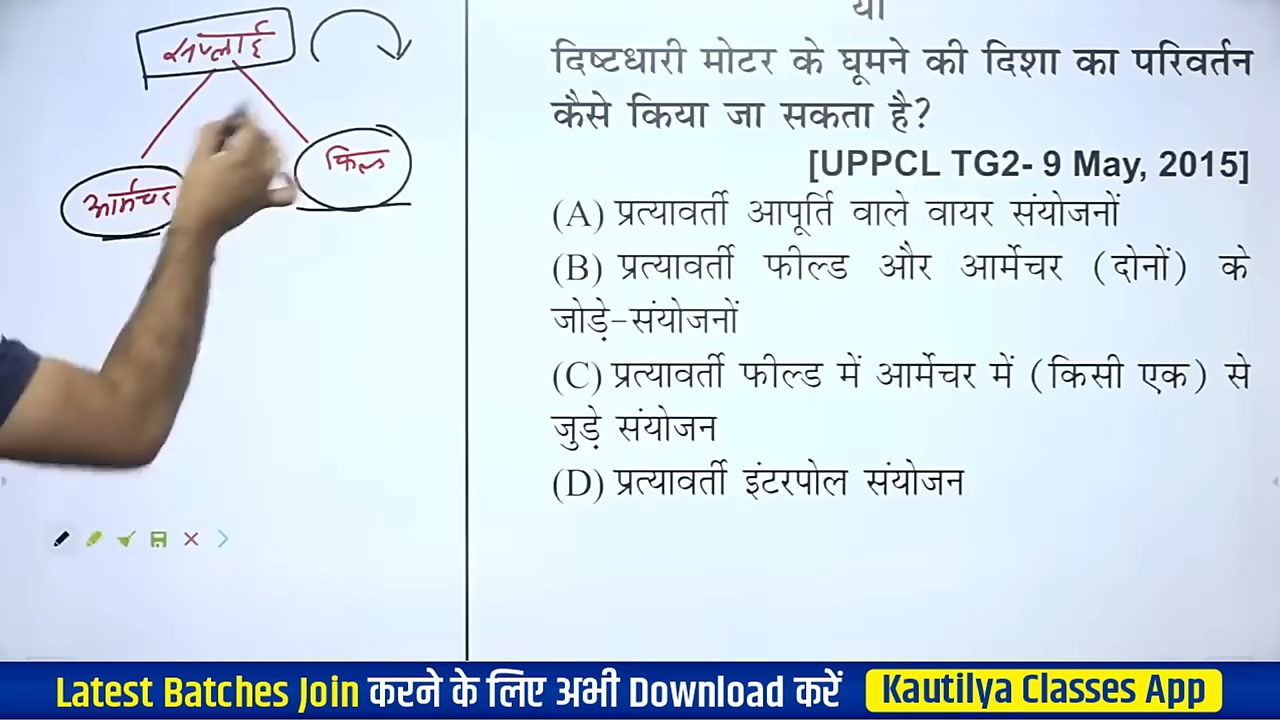 सप्लाई
आर्मेचर
फिल्ड
या
दिष्टधारी मोटर के घूमने की दिशा का परिवर्तन
कैसे किया जा सकता है?
[UPPCL TG2- 9 May, 2015]
(A) प्रत्यावर्ती आपूर्ति वाले वायर संयोजनों
(B) प्रत्यावर्ती फील्ड और आर्मेचर (दोनों) के
जोड़े-संयोजनों
(C) प्रत्यावर्ती फील्ड में आर्मेचर में (किसी एक) से
जुड़े संयोजन
(D) प्रत्यावर्ती इंटरपोल संयोजन
Latest Batches Join करने के लिए अभी Download करें Kautilya Classes App